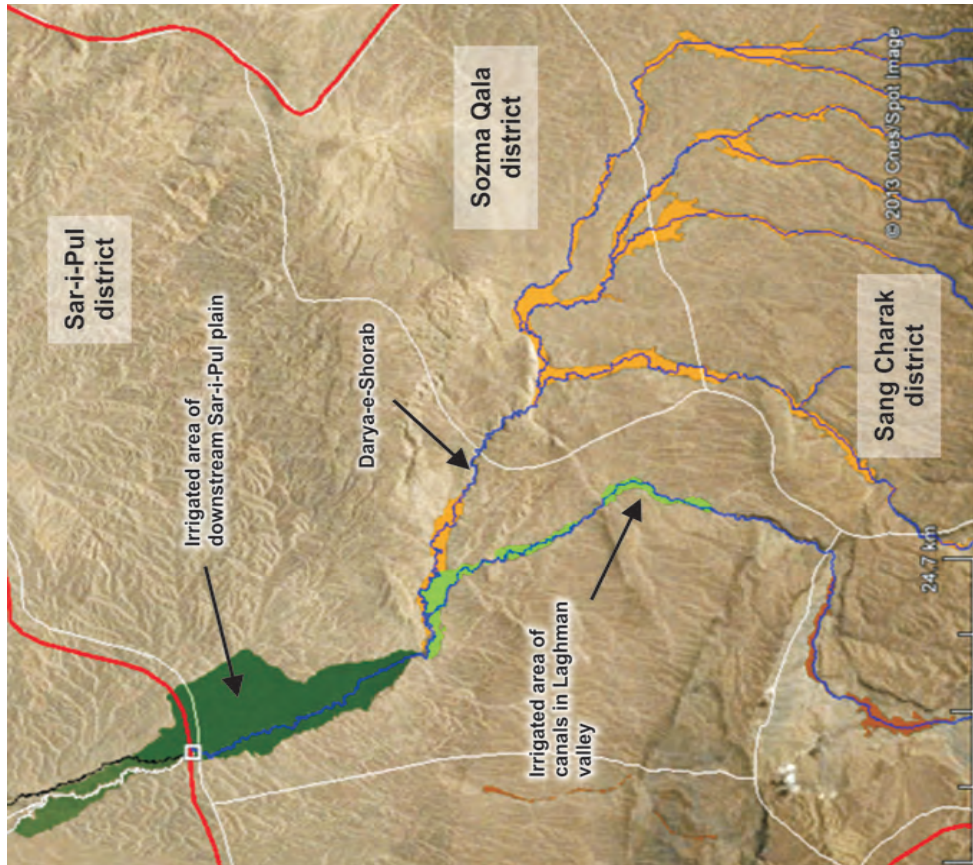 Sar-i-Pul
district
Irrigated area of
downstream Sar-i-Pul plain
Darya-e-Shorab
Sozma Qala
district
Irrigated area of
canals in Laghman
valley
Sang Charak
district
© 2013 Cnes/Spot Image
24.7 km